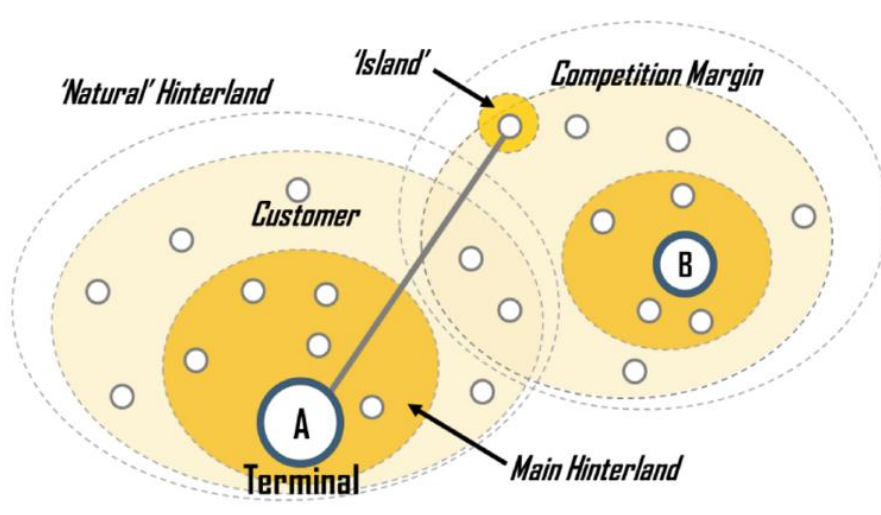 'Island'
Competition Margin
'Natural' Hinterland
Customer
B
A
Terminal
Main Hinterland